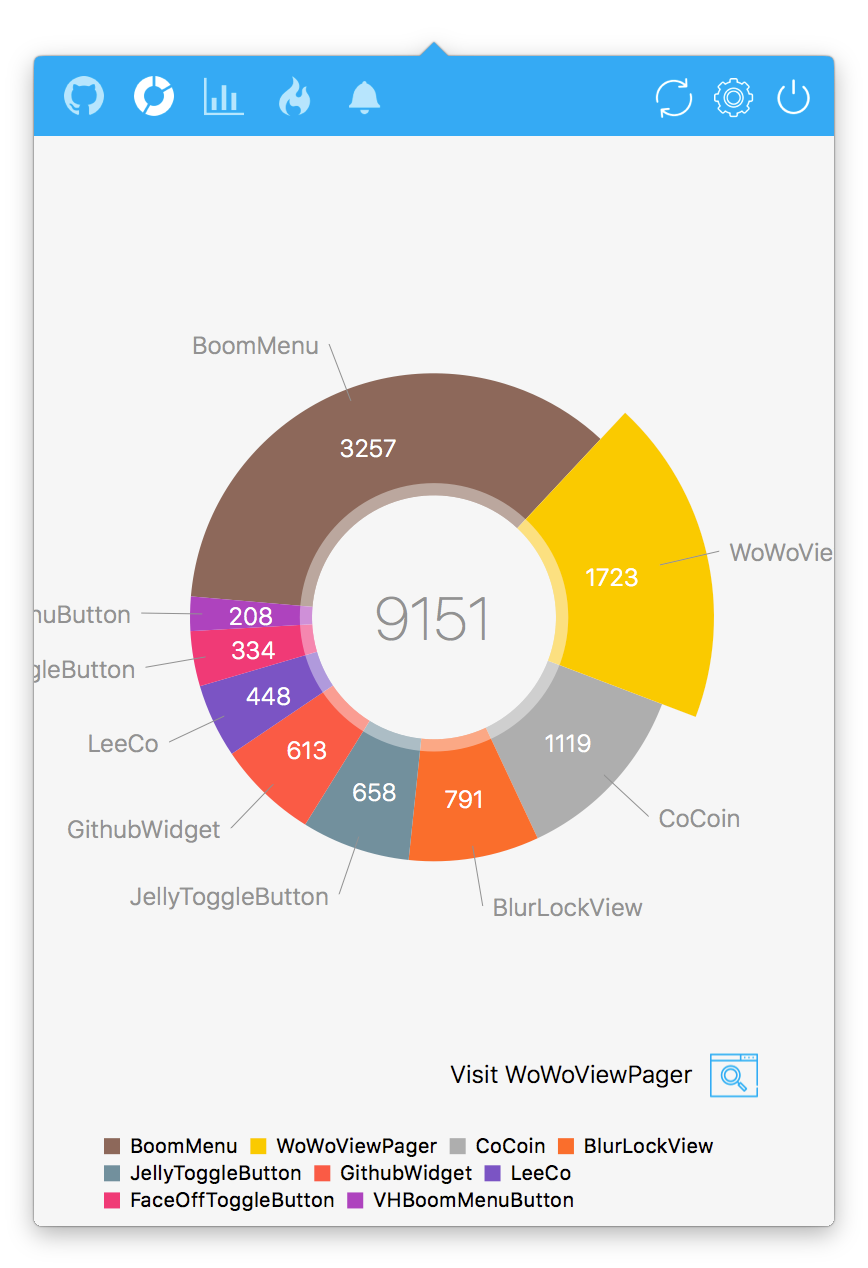 BoomMenu
3257
WoWoVie
1723
nuButton
208
9151
gleButton
334
448
LeeCo
1119
613
658
791
CoCoin
GithubWidget
JellyToggleButton
BlurLockView
Visit WoWoViewPager
BoomMenu WoWoViewPager CoCoin BlurLockView
JellyToggleButton GithubWidget LeeCo
FaceOffToggleButton VHBoomMenuButton